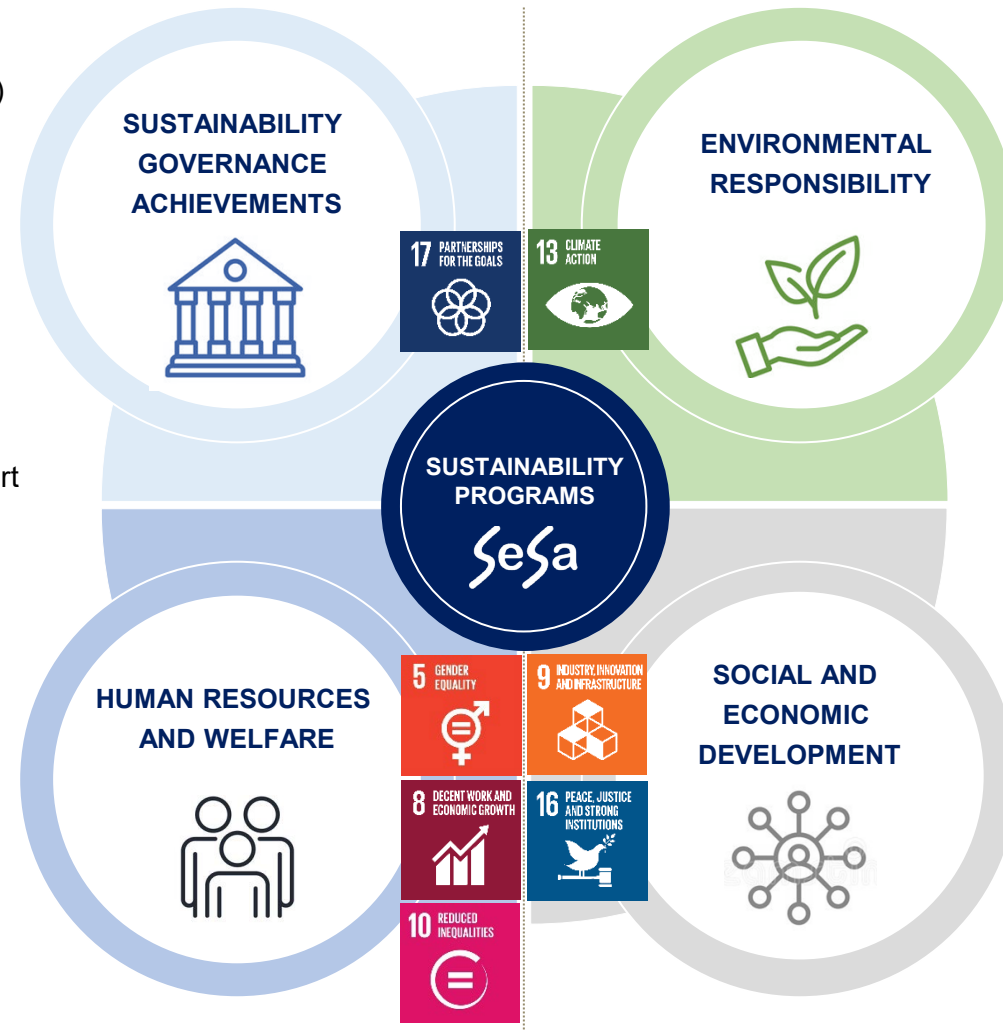 )
SUSTAINABILITY
GOVERNANCE
ACHIEVEMENTS
ENVIRONMENTAL
RESPONSIBILITY
17 PARTNERSHIPS
FOR THE GOALS
13 CLIMATE
ACTION
rt
SUSTAINABILITY
PROGRAMS
SeSa
HUMAN RESOURCES
AND WELFARE
5 GENDER
EQUALITY
9 INDUSTRY, INNOVATION
AND INFRASTRUCTURE
SOCIAL AND
ECONOMIC
DEVELOPMENT
8 DECENT WORK AND
ECONOMIC GROWTH
16 PEACE, JUSTICE
AND STRONG
INSTITUTIONS
10 REDUCED
INEQUALITIES